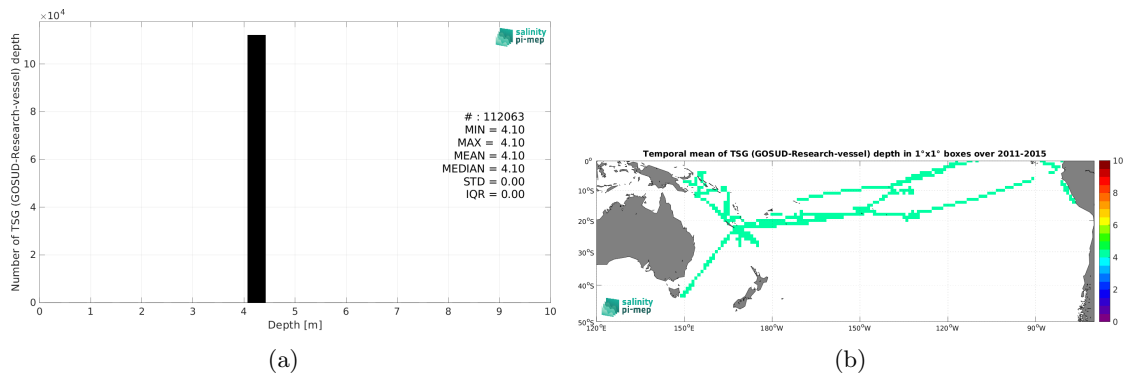 ×10⁴
10
8
6
4
2
0
Number of TSG (GOSUD-Research-vessel) depth
salinity
pi-mep
# : 112063
MIN = 4.10
MAX = 4.10
MEAN = 4.10
MEDIAN = 4.10
STD = 0.00
IQR = 0.00
0 1 2 3 4 5 6 7 8 9 10
Depth [m]
(a)
Temporal mean of TSG (GOSUD-Research-vessel) depth in 1°x1° boxes over 2011-2015
0°
10°S
20°S
30°S
40°S
50°S
salinity
pi-mep
120°E 150°E 180°W 150°W 120°W 90°W
10
8
6
4
2
0
(b)